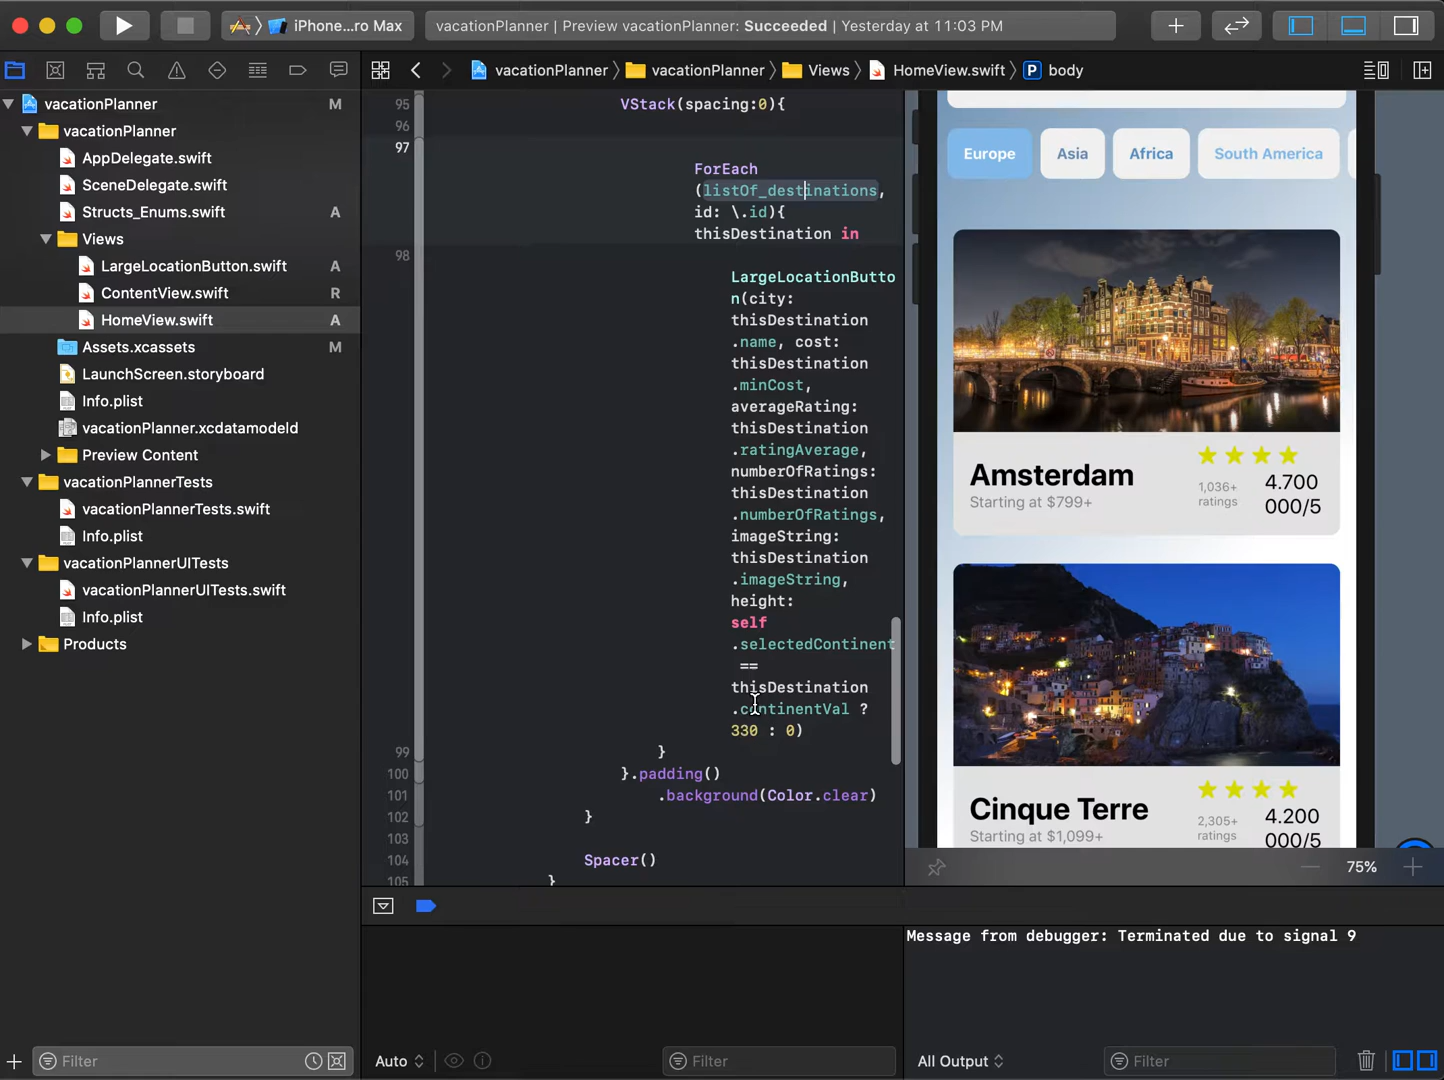 iPhone...ro Max
vacationPlanner | Preview vacationPlanner: Succeeded | Yesterday at 11:03 PM
vacationPlanner
vacationPlanner
Views
HomeView.swift
P body
vacationPlanner M
vacationPlanner
AppDelegate.swift
SceneDelegate.swift
Structs_Enums.swift
Views
LargeLocationButton.swift A
ContentView.swift R
HomeView.swift A
Assets.xcassets M
LaunchScreen.storyboard
Info.plist
vacationPlanner.xcdatamodeld
Preview Content
vacationPlannerTests
vacationPlannerTests.swift
Info.plist
vacationPlannerUITests
vacationPlannerUITests.swift
Info.plist
Products
Filter
95 VStack(spacing:0){
96
97
ForEach
(listOf_destinations,
id: \.id){
thisDestination in
98
LargeLocationButto
n(city:
thisDestination
.name, cost:
thisDestination
.minCost,
averageRating:
thisDestination
.ratingAverage,
numberOfRatings:
thisDestination
.numberOfRatings,
imageString:
thisDestination
.imageString,
height:
self
.selectedContinent
==
thisDestination
.continentVal ?
330 : 0)
99 }
100 }.padding()
101 .background(Color.clear)
102 }
103
104 Spacer()
105 }
Europe
Asia
Africa
South America
Amsterdam
Starting at $799+
1,036+
ratings
4.700
000/5
Cinque Terre
Starting at $1,099+
2,305+
ratings
4.200
000/5
75%
Message from debugger: Terminated due to signal 9
Auto
Filter
All Output
Filter